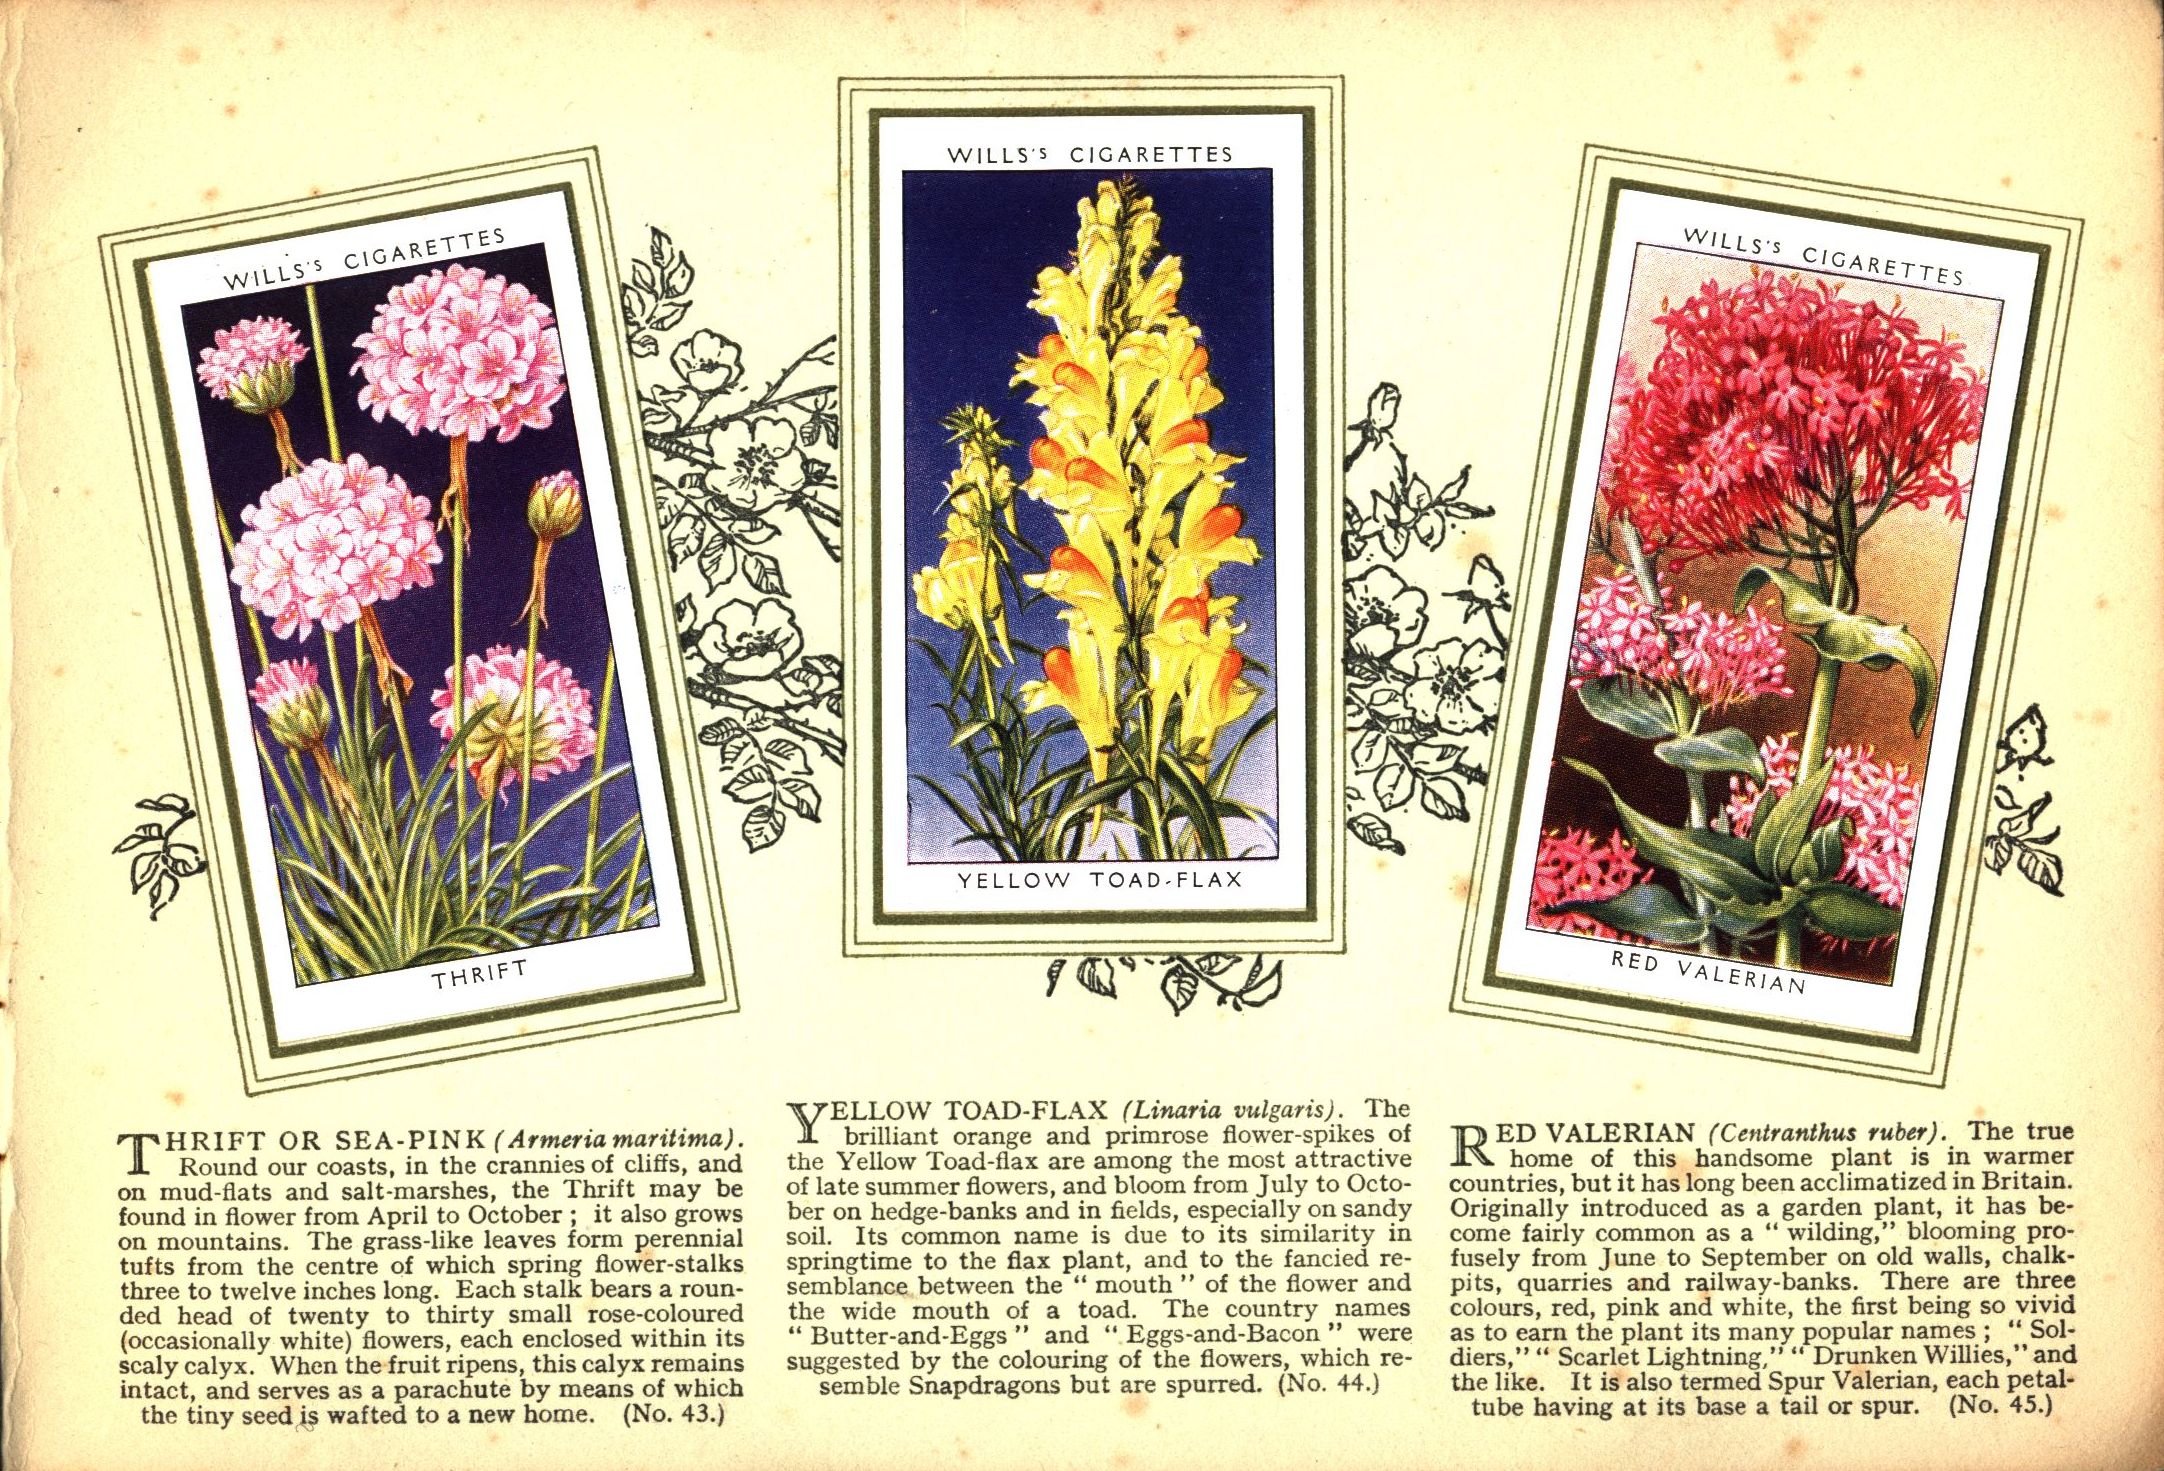 WILLS'S CIGARETTES
THRIFT
WILLS'S CIGARETTES
YELLOW TOAD-FLAX
WILLS'S CIGARETTES
RED VALERIAN
THRIFT OR SEA-PINK (Armeria maritima).
Round our coasts, in the crannies of cliffs, and
on mud-flats and salt-marshes, the Thrift may be
found in flower from April to October ; it also grows
on mountains. The grass-like leaves form perennial
tufts from the centre of which spring flower-stalks
three to twelve inches long. Each stalk bears a roun-
ded head of twenty to thirty small rose-coloured
(occasionally white) flowers, each enclosed within its
scaly calyx. When the fruit ripens, this calyx remains
intact, and serves as a parachute by means of which
the tiny seed is wafted to a new home. (No. 43.)
YELLOW TOAD-FLAX (Linaria vulgaris). The
brilliant orange and primrose flower-spikes of
the Yellow Toad-flax are among the most attractive
of late summer flowers, and bloom from July to Octo-
ber on hedge-banks and in fields, especially on sandy
soil. Its common name is due to its similarity in
springtime to the flax plant, and to the fancied re-
semblance between the " mouth " of the flower and
the wide mouth of a toad. The country names
" Butter-and-Eggs " and " Eggs-and-Bacon " were
suggested by the colouring of the flowers, which re-
semble Snapdragons but are spurred. (No. 44.)
RED VALERIAN (Centranthus ruber). The true
home of this handsome plant is in warmer
countries, but it has long been acclimatized in Britain.
Originally introduced as a garden plant, it has be-
come fairly common as a " wilding," blooming pro-
fusely from June to September on old walls, chalk-
pits, quarries and railway-banks. There are three
colours, red, pink and white, the first being so vivid
as to earn the plant its many popular names ; " Sol-
diers," " Scarlet Lightning," " Drunken Willies," and
the like. It is also termed Spur Valerian, each petal-
tube having at its base a tail or spur. (No. 45.)